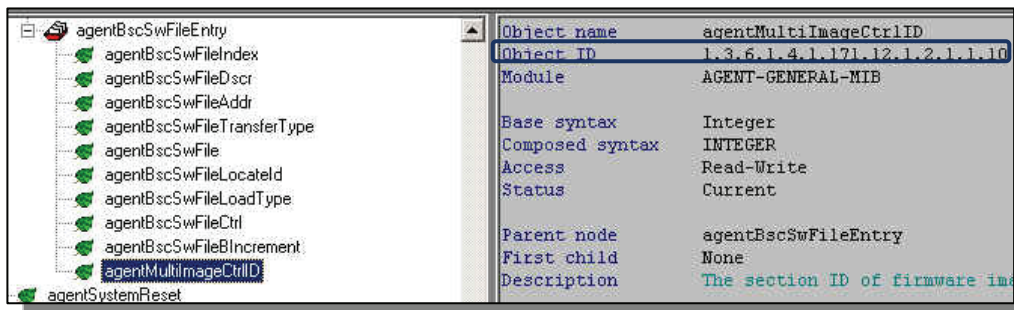 agentBscSwFileEntry
agentBscSwFileIndex
agentBscSwFileDscr
agentBscSwFileAddr
agentBscSwFileTransferType
agentBscSwFile
agentBscSwFileLocateId
agentBscSwFileLoadType
agentBscSwFileCtrl
agentBscSwFileBIncrement
agentMultiImageCtrlID
agentSystemReset
Object name agentMultiImageCtrlID
Object ID 1.3.6.1.4.1.171.12.1.2.1.1.10
Module AGENT-GENERAL-MIB
Base syntax Integer
Composed syntax INTEGER
Access Read-Write
Status Current
Parent node agentBscSwFileEntry
First child None
Description The section ID of firmware ima